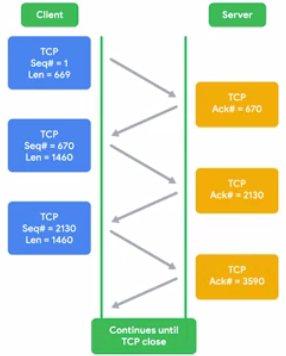 Client
Server
TCP
Seq# = 1
Len = 669
TCP
Ack# = 670
TCP
Seq# = 670
Len = 1460
TCP
Ack# = 2130
TCP
Seq# = 2130
Len = 1460
TCP
Ack# = 3590
Continues until
TCP close